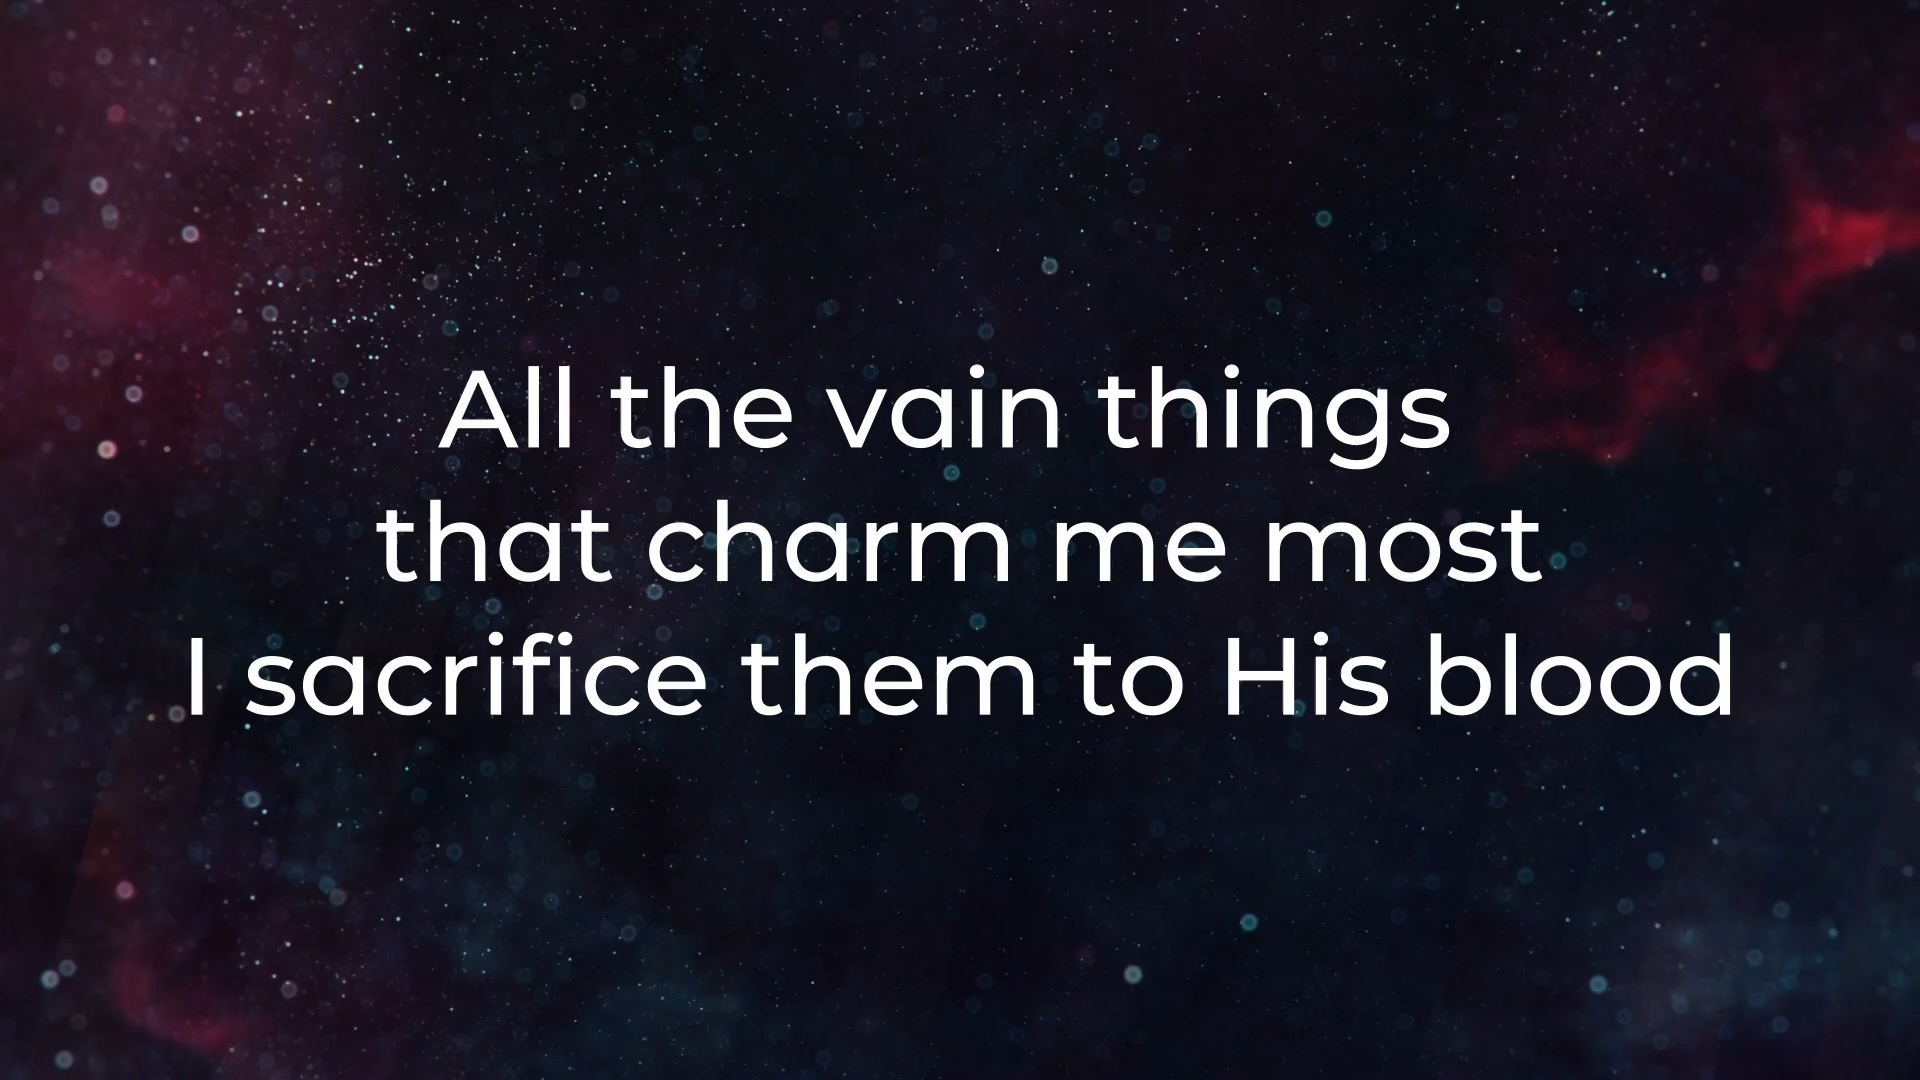 All the vain things
that charm me most
I sacrifice them to His blood